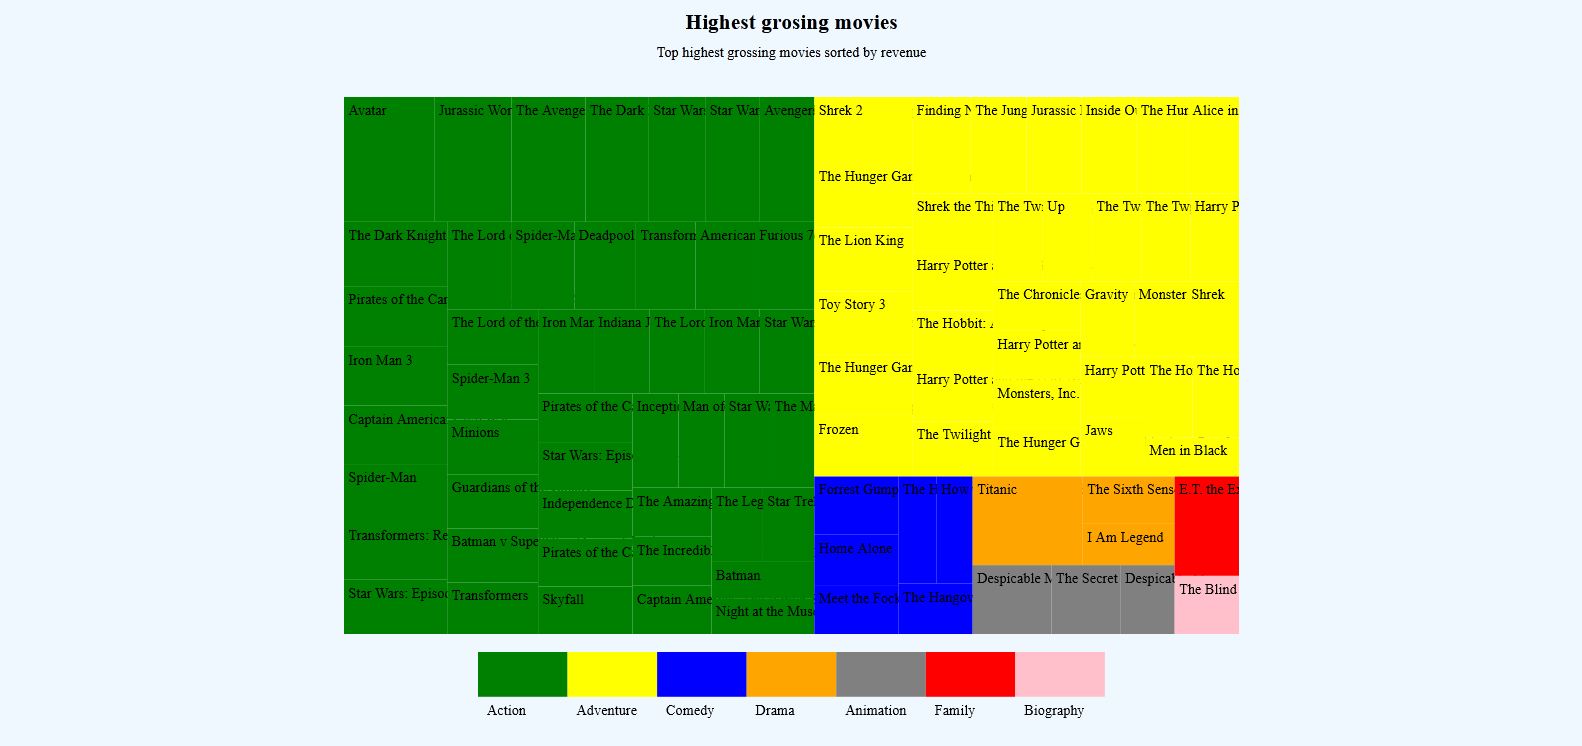 Highest grosing movies
Top highest grossing movies sorted by revenue
Avatar
Jurassic Wor
The Avenge
The Dark
Star Wars
Star War
Avengers
Shrek 2
Finding N
The Jung
Jurassic
Inside O
The Hun
Alice in
The Hunger Gam
Shrek the Thi
The Tw
Up
The Tw
The Tw
Harry P
The Dark Knight
The Lord
Spider-Ma
Deadpool
Transform
American
Furious 7
The Lion King
Harry Potter
Pirates of the Car
The Chronicle
Gravity
Monster
Shrek
Toy Story 3
The Lord of the
Iron Man
Indiana J
The Lord
Iron Man
Star War
The Hobbit:
Harry Potter a
Iron Man 3
The Hunger Gam
Harry Pott
The Ho
The Ho
Spider-Man 3
Harry Potter
Monsters, Inc.
Captain America
Pirates of the C
Incepti
Man of
Star W
The Ma
Minions
Frozen
The Twilight
Jaws
The Hunger G
Men in Black
Star Wars: Epis
Spider-Man
Guardians of th
Independence D
The Amazing
The Leg
Star Tre
Forrest Gump
The H
How
Titanic
The Sixth Sens
E.T. the Ex
Transformers: Re
Batman v Supe
Pirates of the C
The Incredib
Home Alone
I Am Legend
Batman
Despicable M
The Secret
Despicab
Star Wars: Episo
Transformers
Skyfall
Captain Ame
Night at the Mus
Meet the Fock
The Hangov
The Blind
Action
Adventure
Comedy
Drama
Animation
Family
Biography